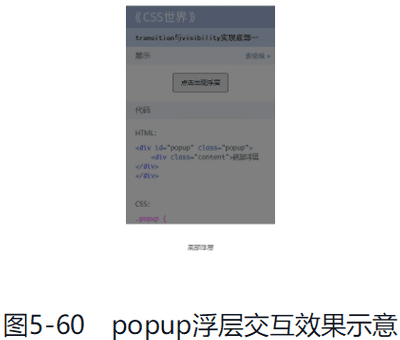 《CSS世界》
transition与visibility实现底部一
展示
点击出现浮层
代码
HTML:
<div id="popup" class="popup">
<div class="content">底部浮层
</div>
</div>
CSS:
.popup {
底部浮层
图5-60 popup浮层交互效果示意